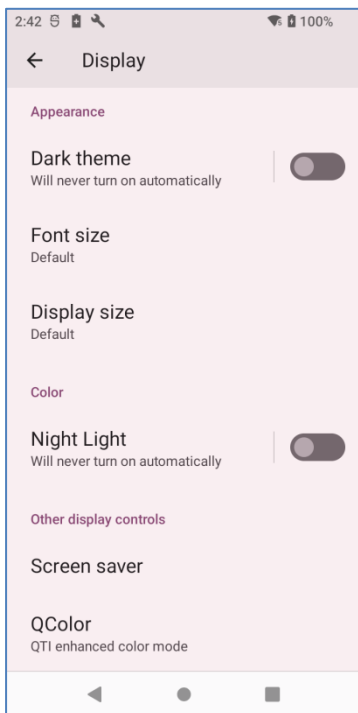 2:42 100%
Display
Appearance
Dark theme
Will never turn on automatically
Font size
Default
Display size
Default
Color
Night Light
Will never turn on automatically
Other display controls
Screen saver
QColor
QTI enhanced color mode